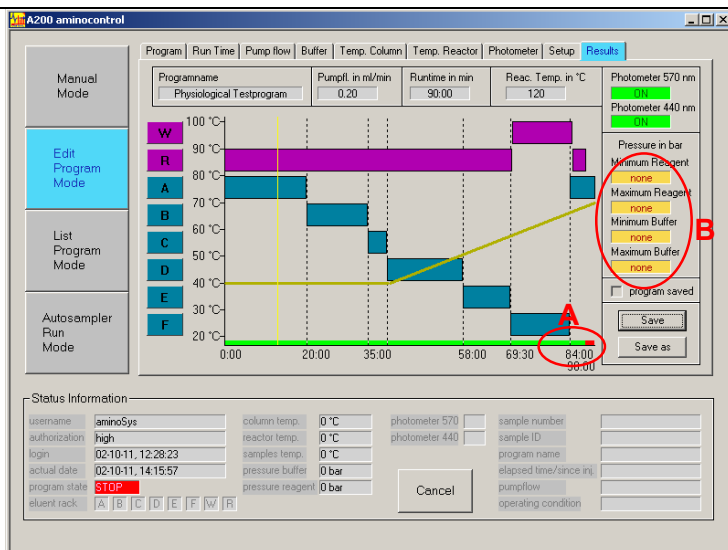 A200 aminocontrol
Program Run Time Pump flow Buffer Temp. Column Temp. Reactor Photometer Setup Results
Manual
Mode
Edit
Program
Mode
List
Program
Mode
Autosampler
Run
Mode
Programname
Physiological Testprogram
Pumpfl. in ml/min
0.20
Runtime in min
90:00
Reac. Temp. in °C
120
Photometer 570 nm
ON
Photometer 440 nm
ON
Pressure in bar
Minimum Reagent
none
Maximum Reagent
none
Minimum Buffer
none
Maximum Buffer
none
B
program saved
Save
Save as
W
R
A
B
C
D
E
F
100 °C
90 °C
80 °C
70 °C
60 °C
50 °C
40 °C
30 °C
20 °C
A
0:00 20:00 35:00 58:00 69:30 84:00
90:00
Status Information
username aminoSys
authorization high
login 02-10-11, 12:28:23
actual date 02-10-11, 14:15:57
program state STOP
eluent rack A B C D E F W R
column temp. 0 °C
reactor temp. 0 °C
samples temp. 0 °C
pressure buffer 0 bar
pressure reagent 0 bar
photometer 570
photometer 440
Cancel
sample number
sample ID
program name
elapsed time/since inj.
pumpflow
operating condition